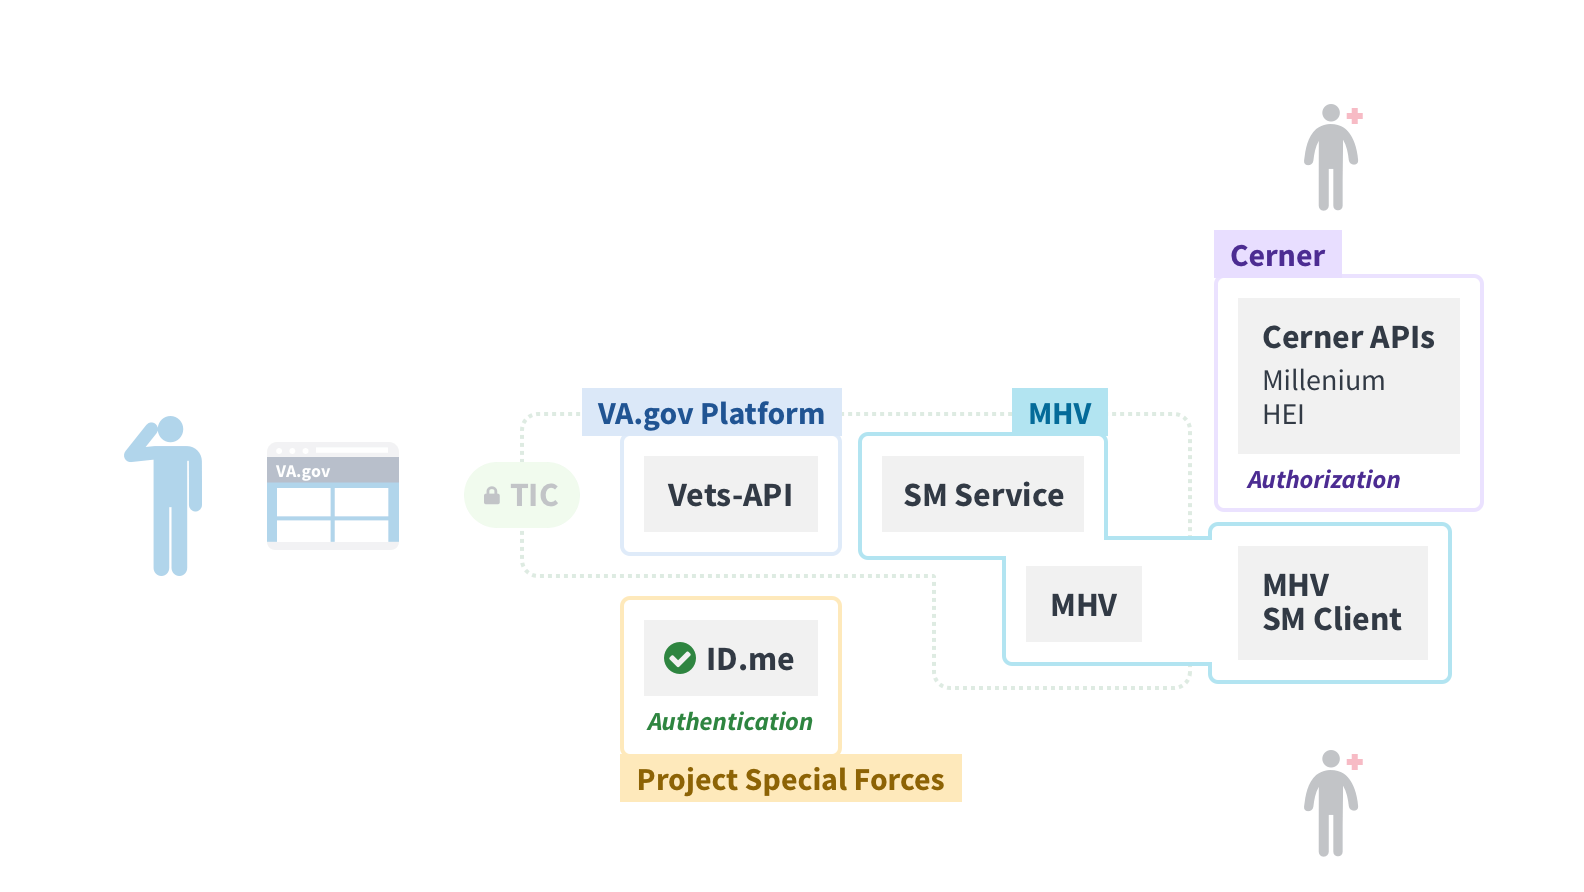 Cerner
Cerner APIs
Millenium
HEI
Authorization
VA.gov Platform
MHV
VA.gov
TIC
Vets-API
SM Service
MHV
MHV
SM Client
ID.me
Authentication
Project Special Forces